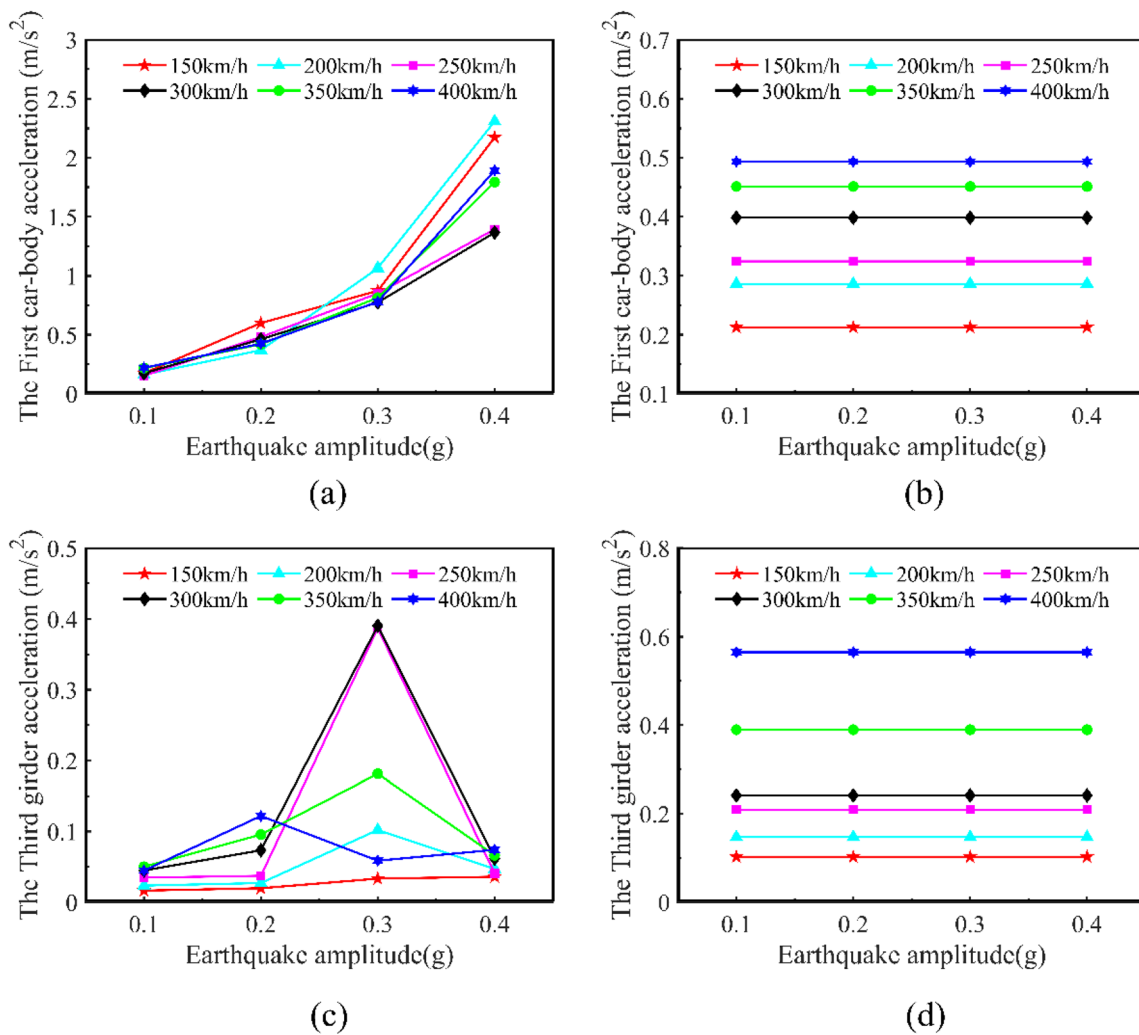 The First car-body acceleration (m/s²)
3
2.5
2
1.5
1
0.5
0
150km/h 200km/h 250km/h
300km/h 350km/h 400km/h
0.1 0.2 0.3 0.4
Earthquake amplitude(g)
(a)
The First car-body acceleration (m/s²)
0.7
0.6
0.5
0.4
0.3
0.2
0.1
150km/h 200km/h 250km/h
300km/h 350km/h 400km/h
0.1 0.2 0.3 0.4
Earthquake amplitude(g)
(b)
The Third girder acceleration (m/s²)
0.5
0.4
0.3
0.2
0.1
0
150km/h 200km/h 250km/h
300km/h 350km/h 400km/h
0.1 0.2 0.3 0.4
Earthquake amplitude(g)
(c)
The Third girder acceleration (m/s²)
0.8
0.6
0.4
0.2
0
150km/h 200km/h 250km/h
300km/h 350km/h 400km/h
0.1 0.2 0.3 0.4
Earthquake amplitude(g)
(d)